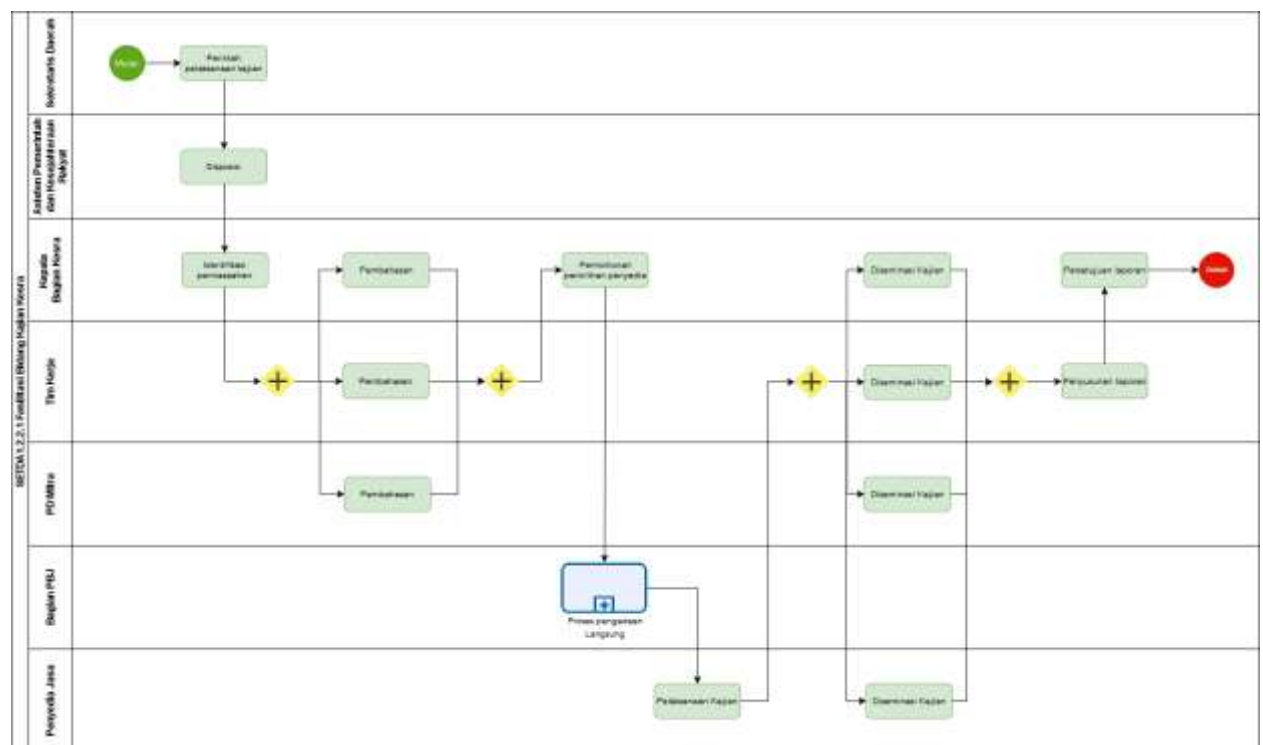 SETDA 1.2.2.1 Fasilitasi Bidang Kajian Kesra
Sekretaris Daerah
Mulai
Perintah
pelaksanaan kajian
Asisten Pemerintah
dan Kesejahteraan
Rakyat
Disposisi
Kepala
Bagian Kesra
Identifikasi
permasalahan
Pembahasan
Permohonan
pemilihan penyedia
Diseminasi Kajian
Persetujuan laporan
Selesai
Tim Kerja
Pembahasan
Diseminasi Kajian
Penyusunan laporan
PD Mitra
Pembahasan
Diseminasi Kajian
Bagian PBJ
Proses pengadaan
Langsung
Penyedia Jasa
Pelaksanaan Kajian
Diseminasi Kajian